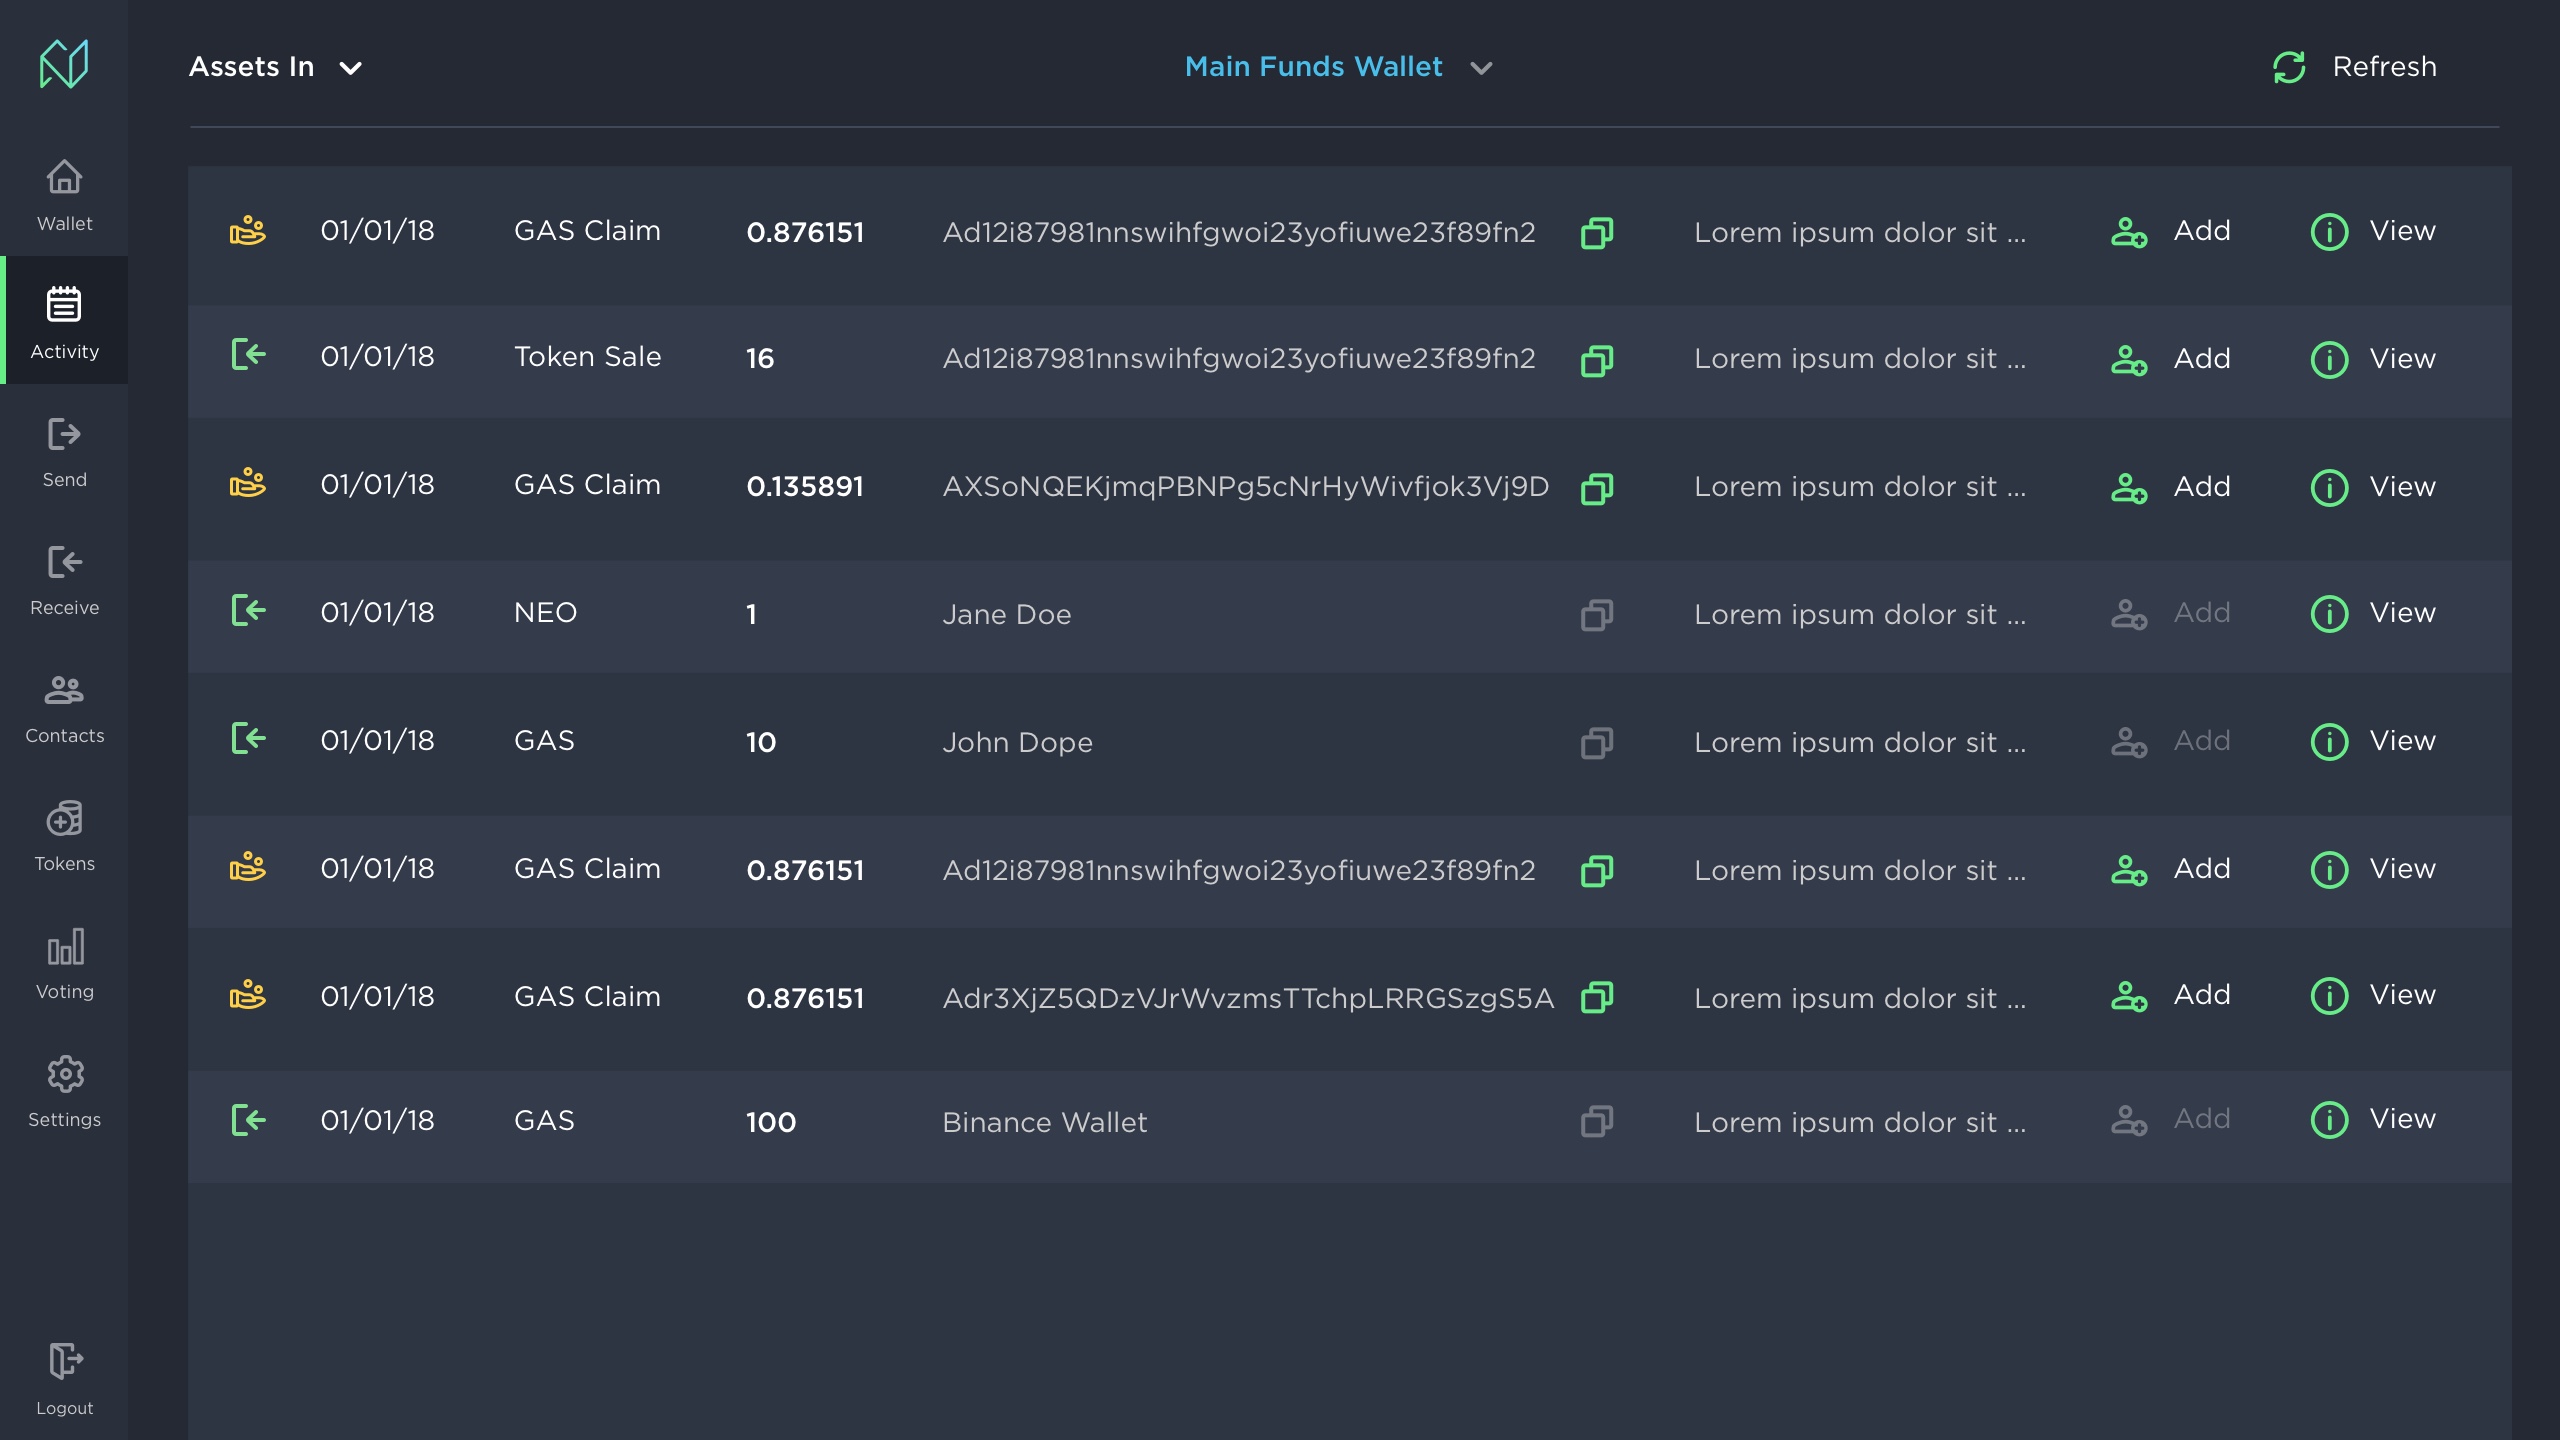 Assets In
Main Funds Wallet
Refresh
Wallet
Activity
Send
Receive
Contacts
Tokens
Voting
Settings
Logout
01/01/18 GAS Claim 0.876151 Ad12i87981nnswihfgwoi23yofiuwe23f89fn2 Lorem ipsum dolor sit ... Add View
01/01/18 Token Sale 16 Ad12i87981nnswihfgwoi23yofiuwe23f89fn2 Lorem ipsum dolor sit ... Add View
01/01/18 GAS Claim 0.135891 AXSoNQEKjmqPBNPg5cNrHyWivfjok3Vj9D Lorem ipsum dolor sit ... Add View
01/01/18 NEO 1 Jane Doe Lorem ipsum dolor sit ... Add View
01/01/18 GAS 10 John Dope Lorem ipsum dolor sit ... Add View
01/01/18 GAS Claim 0.876151 Ad12i87981nnswihfgwoi23yofiuwe23f89fn2 Lorem ipsum dolor sit ... Add View
01/01/18 GAS Claim 0.876151 Adr3XjZ5QDzVJrWvzmsTTchpLRRGSzgS5A Lorem ipsum dolor sit ... Add View
01/01/18 GAS 100 Binance Wallet Lorem ipsum dolor sit ... Add View